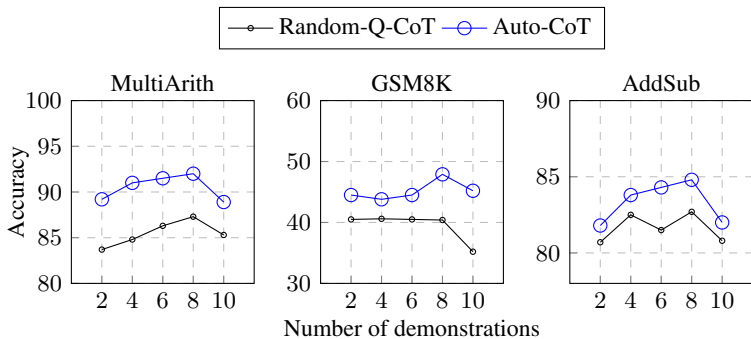 Random-Q-CoT Auto-CoT
MultiArith
GSM8K
AddSub
Accuracy
100
95
90
85
80
2 4 6 8 10
60
50
40
30
2 4 6 8 10
90
85
80
2 4 6 8 10
Number of demonstrations